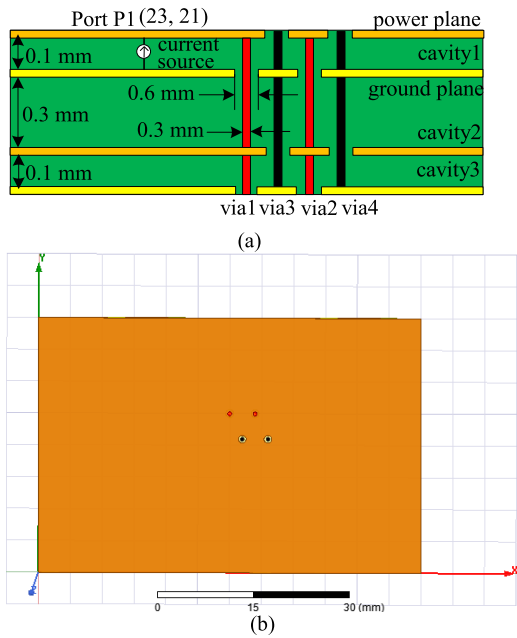 Port P1 (23, 21)
power plane
0.1 mm
current
source
cavity1
ground plane
0.6 mm
0.3 mm
0.3 mm
cavity2
0.1 mm
cavity3
via1 via3 via2 via4
(a)
Y
X
0 15 30 (mm)
(b)